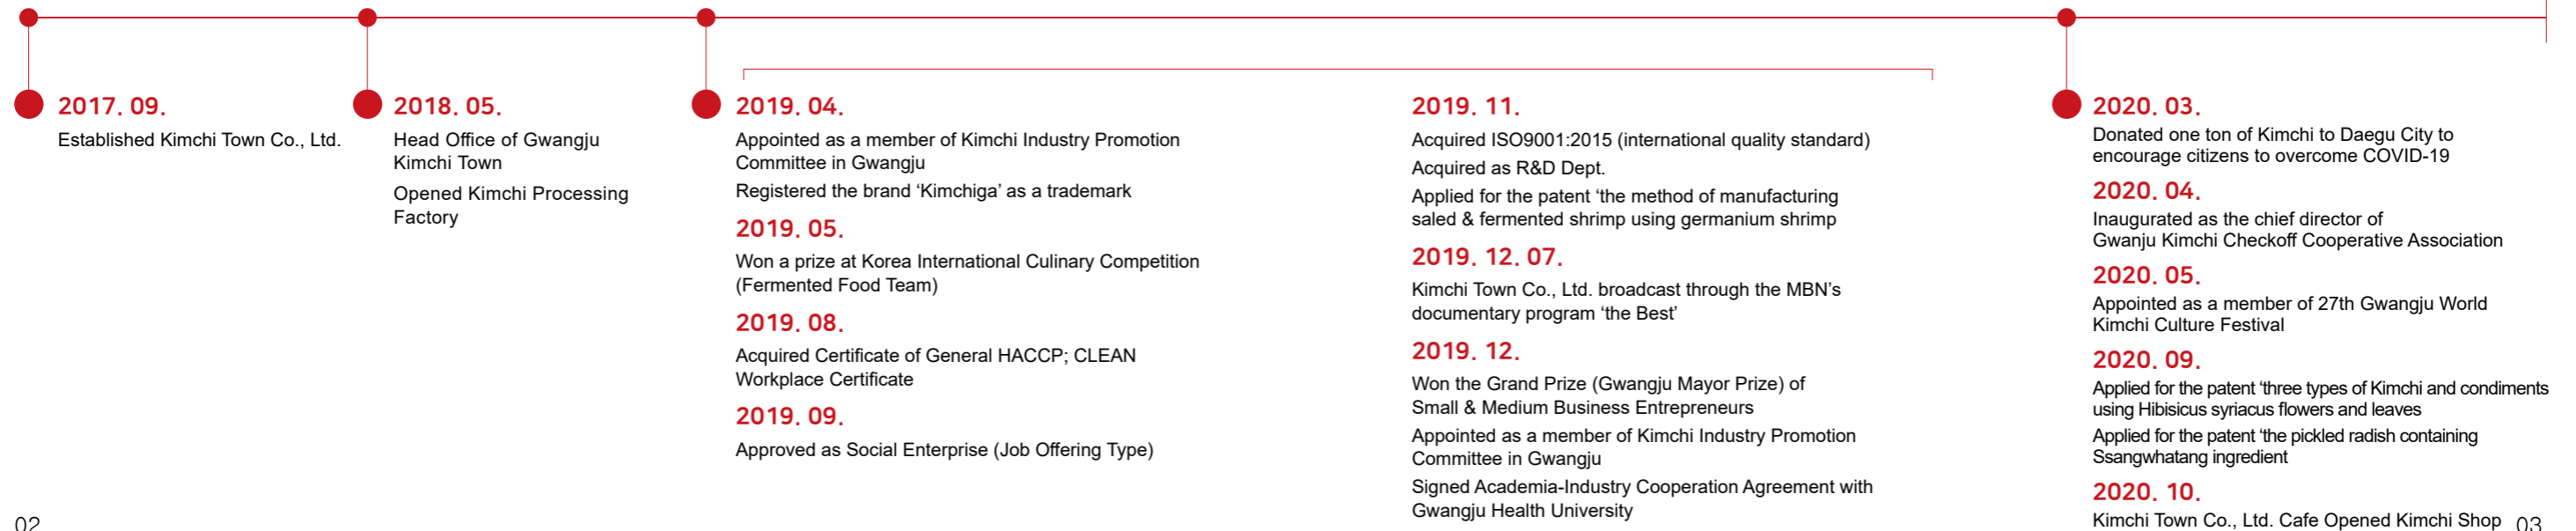 2017. 09.
Established Kimchi Town Co., Ltd.
2018. 05.
Head Office of Gwangju
Kimchi Town
Opened Kimchi Processing
Factory
2019. 04.
Appointed as a member of Kimchi Industry Promotion
Committee in Gwangju
Registered the brand ‘Kimchiga’ as a trademark
2019. 05.
Won a prize at Korea International Culinary Competition
(Fermented Food Team)
2019. 08.
Acquired Certificate of General HACCP; CLEAN
Workplace Certificate
2019. 09.
Approved as Social Enterprise (Job Offering Type)
2019. 11.
Acquired ISO9001:2015 (international quality standard)
Acquired as R&D Dept.
Applied for the patent ‘the method of manufacturing
saled & fermented shrimp using germanium shrimp
2019. 12. 07.
Kimchi Town Co., Ltd. broadcast through the MBN’s
documentary program ‘the Best’
2019. 12.
Won the Grand Prize (Gwangju Mayor Prize) of
Small & Medium Business Entrepreneurs
Appointed as a member of Kimchi Industry Promotion
Committee in Gwangju
Signed Academia-Industry Cooperation Agreement with
Gwangju Health University
2020. 03.
Donated one ton of Kimchi to Daegu City to
encourage citizens to overcome COVID-19
2020. 04.
Inaugurated as the chief director of
Gwanju Kimchi Checkoff Cooperative Association
2020. 05.
Appointed as a member of 27th Gwangju World
Kimchi Culture Festival
2020. 09.
Applied for the patent ‘three types of Kimchi and condiments
using Hibisicus syriacus flowers and leaves
Applied for the patent ‘the pickled radish containing
Ssangwhatang ingredient
2020. 10.
Kimchi Town Co., Ltd. Cafe Opened Kimchi Shop
02
03